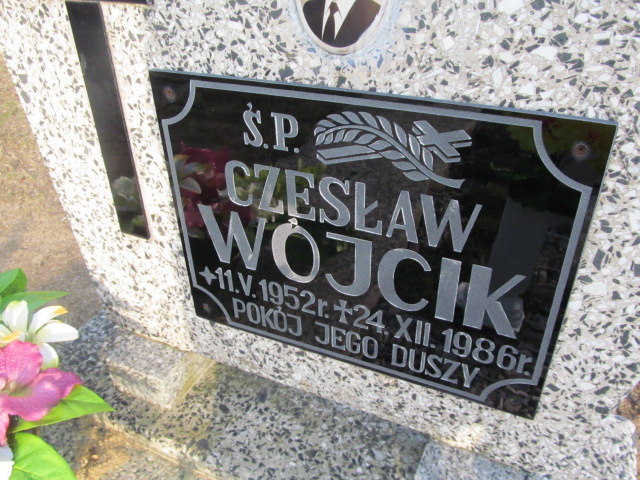 Ś.P.
CZESŁAW
WÓJCIK
11.V.1952r. 24.XII.1986r.
POKÓJ JEGO DUSZY